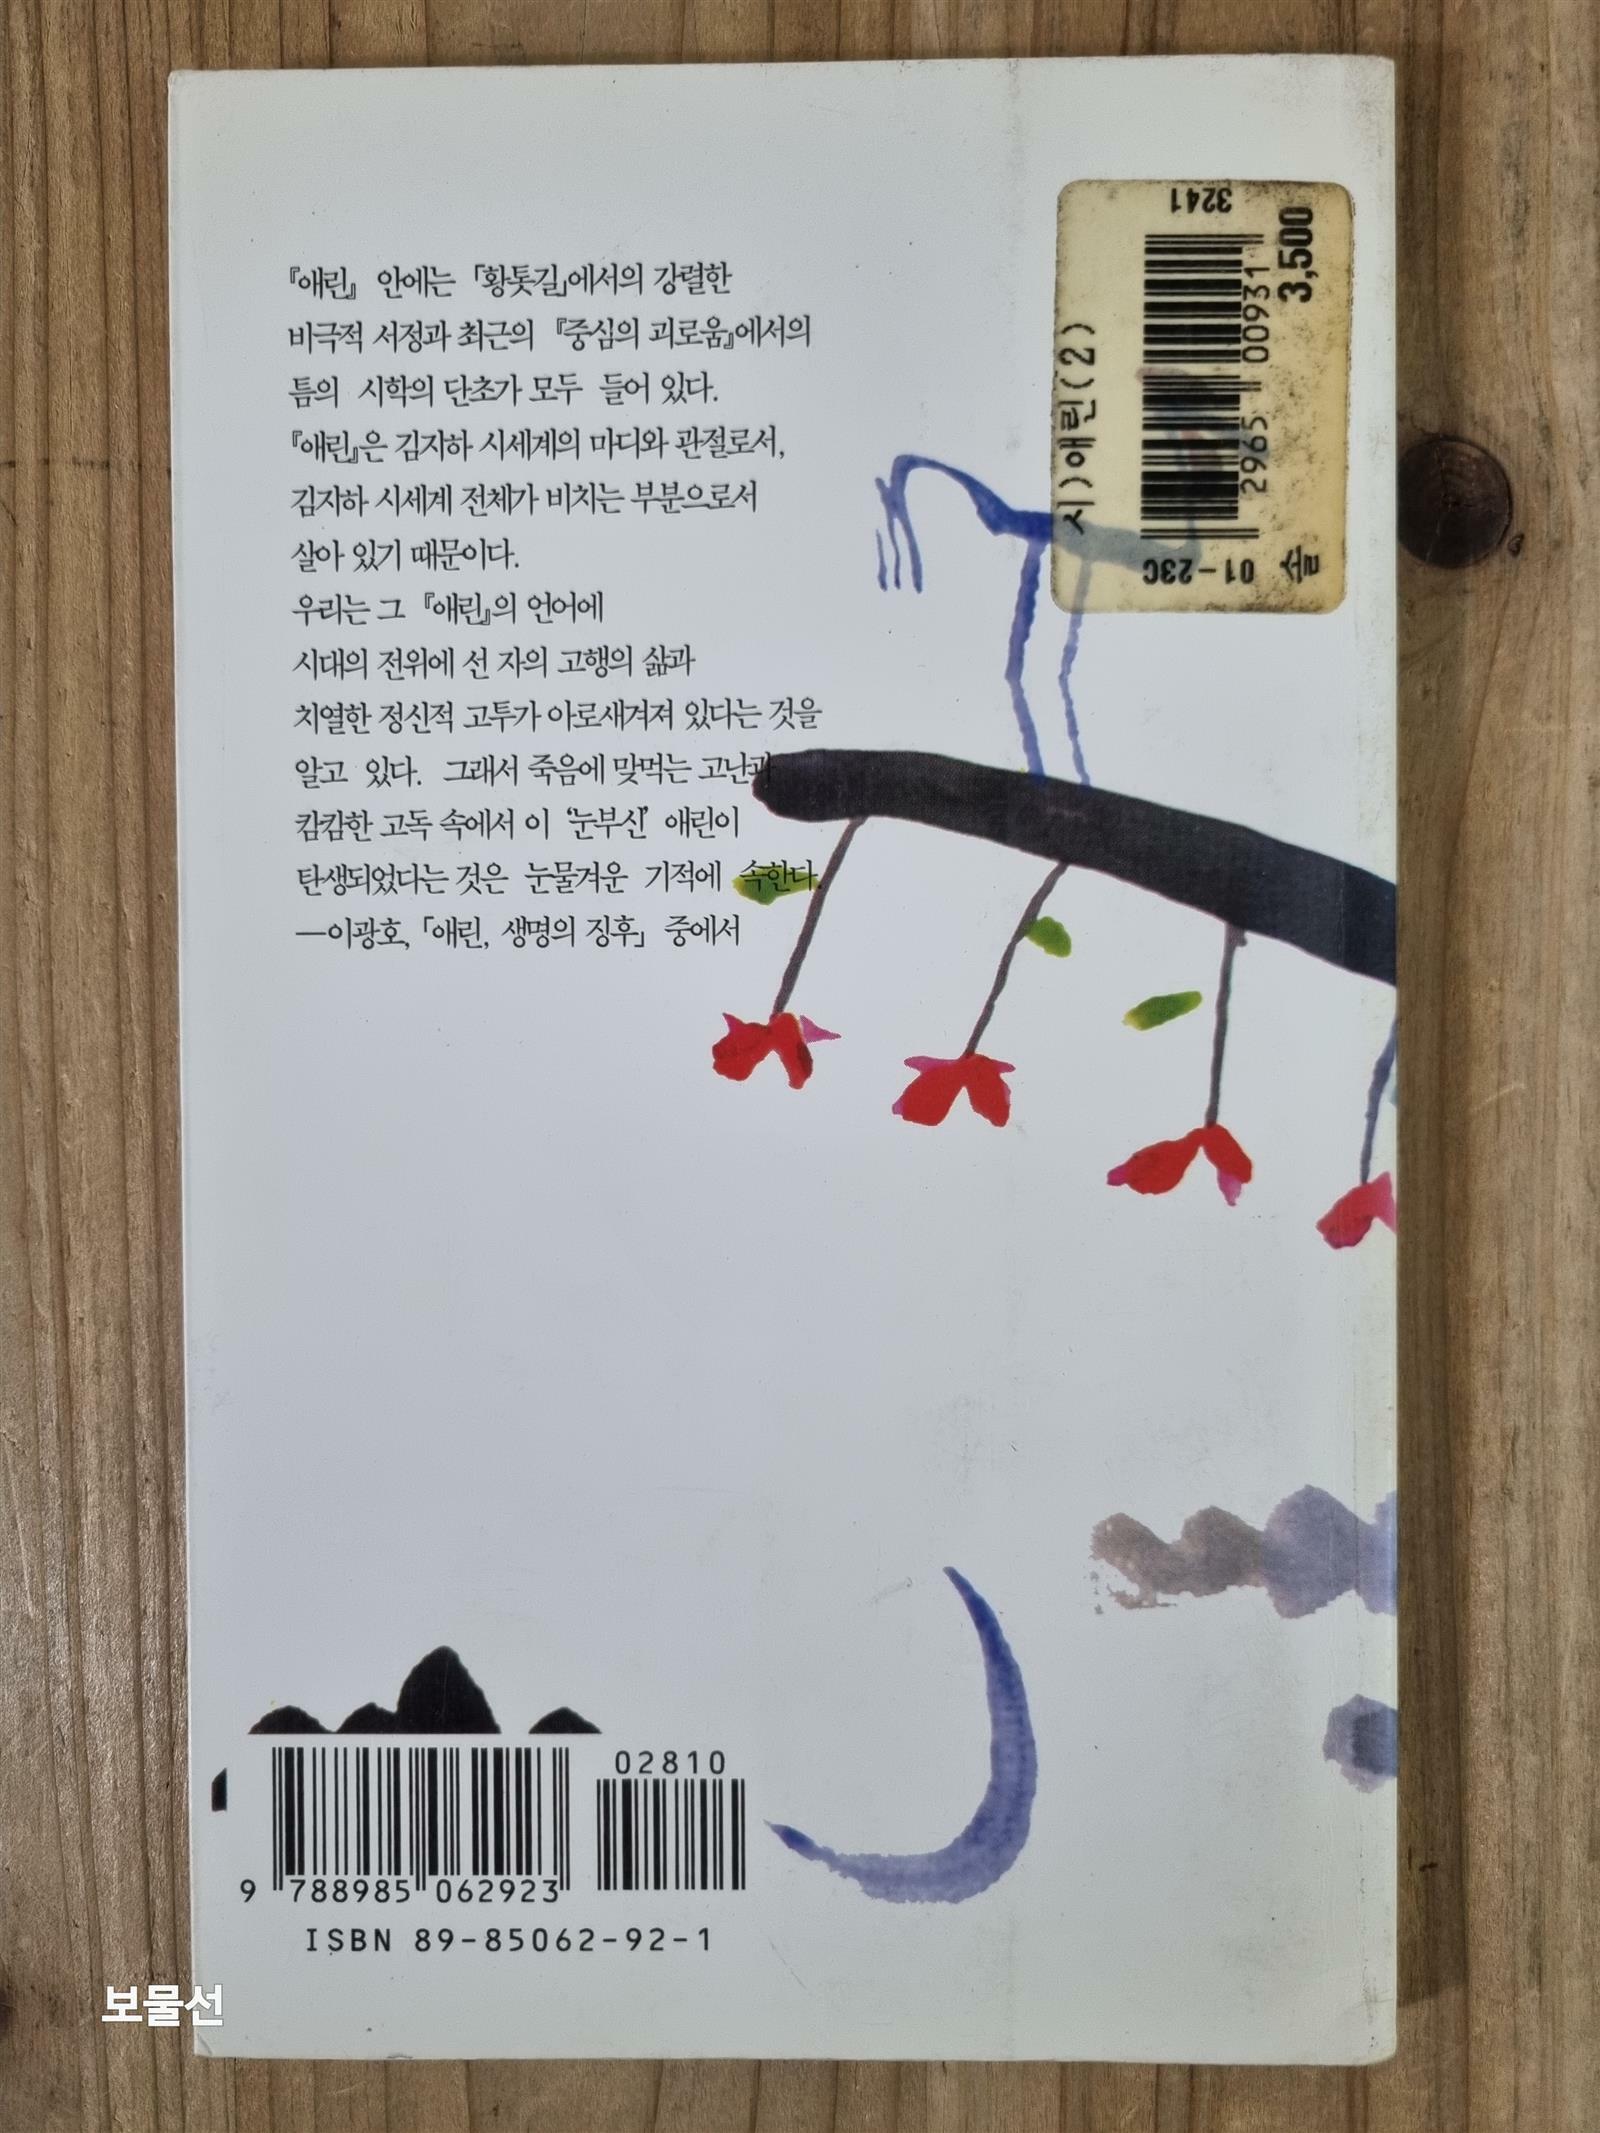 『애린』 안에는 「황톳길」에서의 강렬한
비극적 서정과 최근의 『중심의 괴로움』에서의
틈의 시학의 단초가 모두 들어 있다.
『애린』은 김지하 시세계의 마디와 관절로서,
김지하 시세계 전체가 비치는 부분으로서
살아 있기 때문이다.
우리는 그 『애린』의 언어에
시대의 전위에 선 자의 고행의 삶과
치열한 정신적 고투가 아로새겨져 있다는 것을
알고 있다. 그래서 죽음에 맞먹는 고난과
캄캄한 고독 속에서 이 ‘눈부신’ 애린이
탄생되었다는 것은 눈물겨운 기적에 속한다.
—이광호, 「애린, 생명의 징후」 중에서
시)애린(2)
3241
2965 00931
3,500
01-23C
솔
02810
9 788985 062923
ISBN 89-85062-92-1
보물선